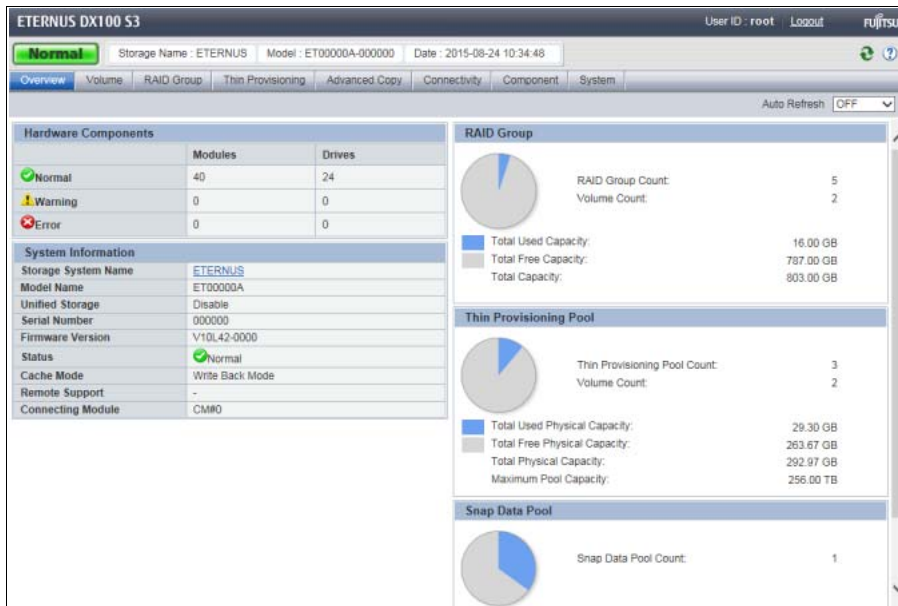 ETERNUS DX100 S3
User ID : root Logout FUJITSU
Normal Storage Name : ETERNUS Model : ET00000A-000000 Date : 2015-08-24 10:34:48
Overview Volume RAID Group Thin Provisioning Advanced Copy Connectivity Component System
Auto Refresh OFF
Hardware Components
Modules Drives
Normal 40 24
Warning 0 0
Error 0 0
System Information
Storage System Name ETERNUS
Model Name ET00000A
Unified Storage Disable
Serial Number 000000
Firmware Version V10L42-0000
Status Normal
Cache Mode Write Back Mode
Remote Support -
Connecting Module CM#0
RAID Group
RAID Group Count: 5
Volume Count: 2
Total Used Capacity: 16.00 GB
Total Free Capacity: 787.00 GB
Total Capacity: 803.00 GB
Thin Provisioning Pool
Thin Provisioning Pool Count: 3
Volume Count: 2
Total Used Physical Capacity: 29.30 GB
Total Free Physical Capacity: 263.67 GB
Total Physical Capacity: 292.97 GB
Maximum Pool Capacity: 256.00 TB
Snap Data Pool
Snap Data Pool Count: 1